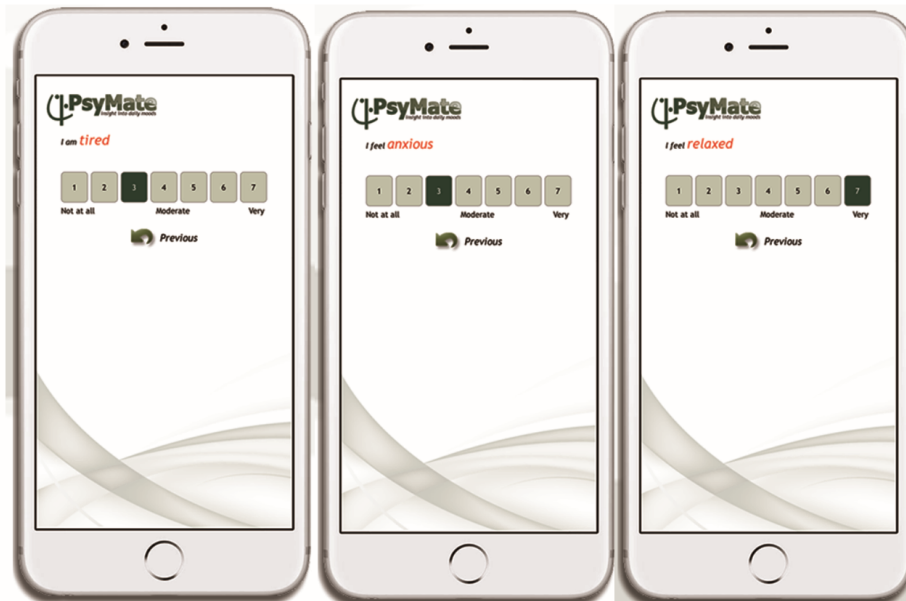 PsyMate
Insight into daily moods
I am tired
1 2 3 4 5 6 7
Not at all Moderate Very
Previous
PsyMate
Insight into daily moods
I feel anxious
1 2 3 4 5 6 7
Not at all Moderate Very
Previous
PsyMate
Insight into daily moods
I feel relaxed
1 2 3 4 5 6 7
Not at all Moderate Very
Previous